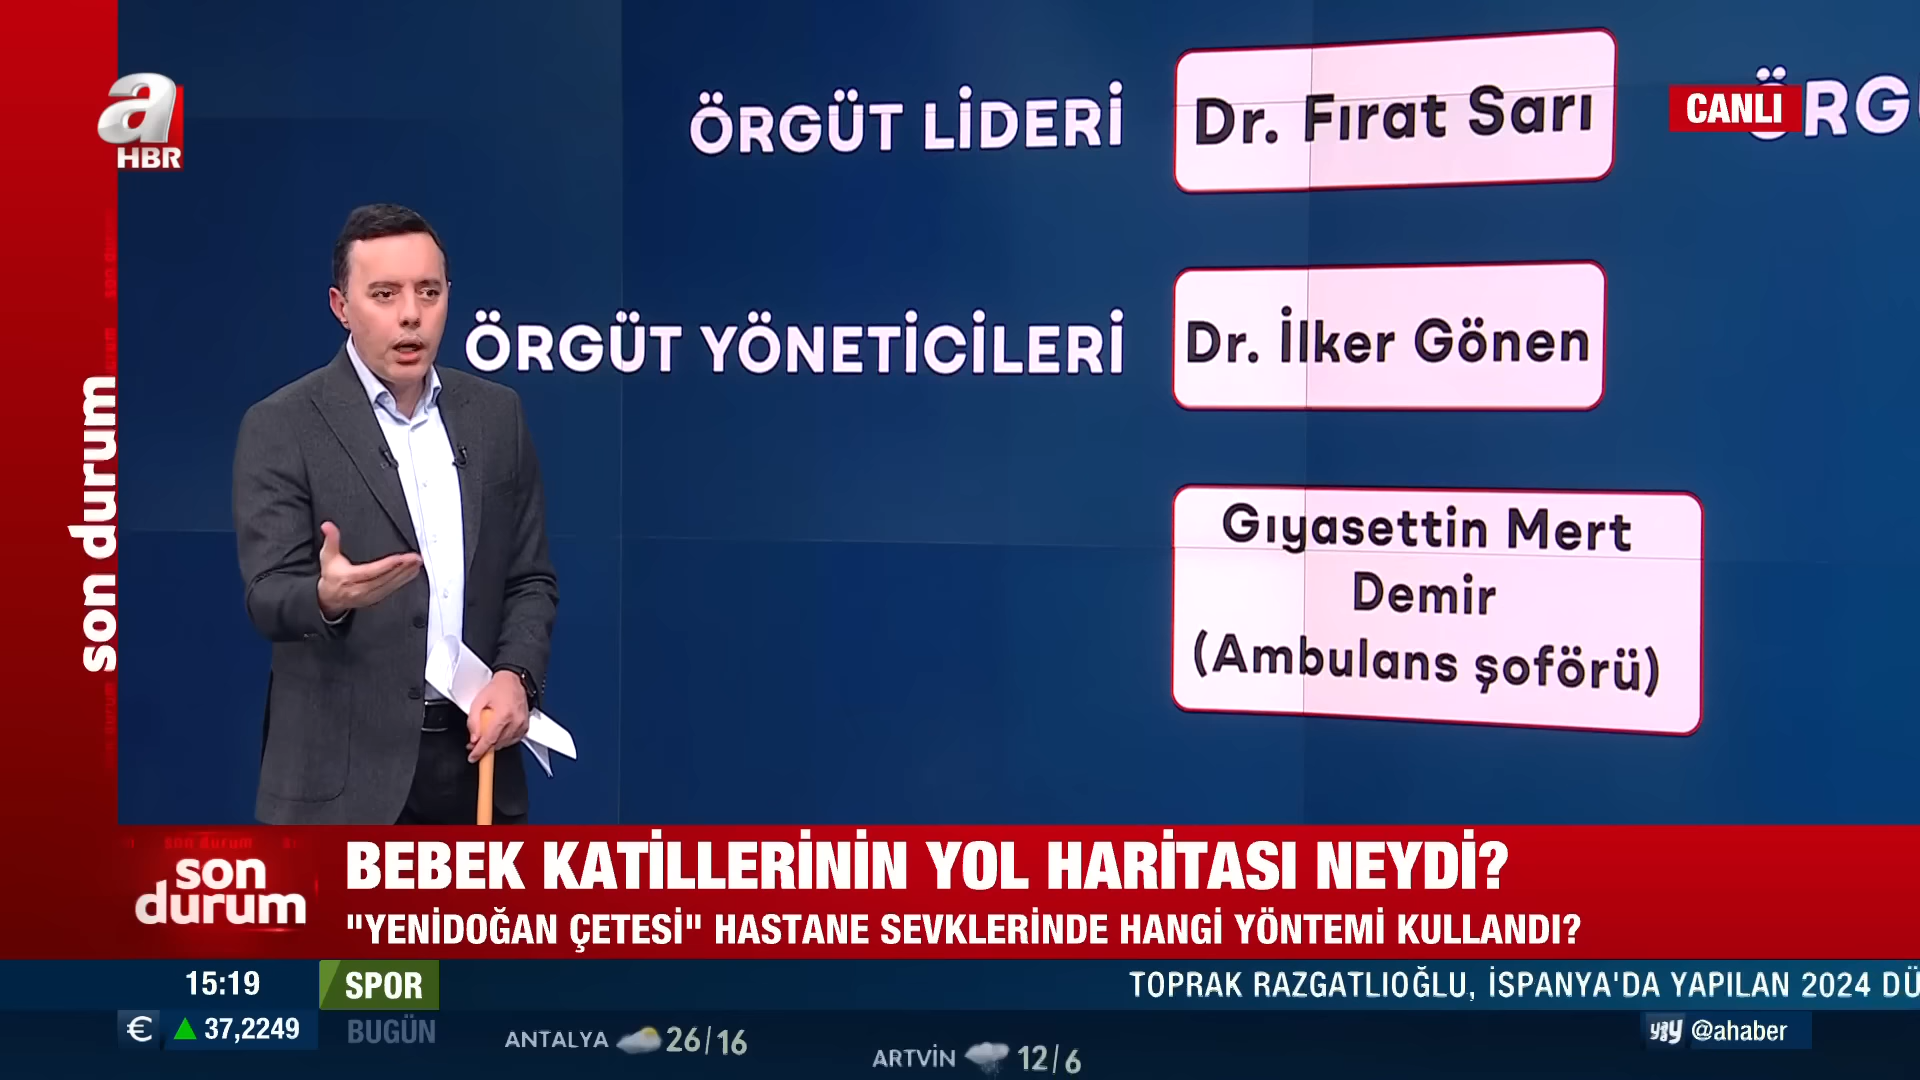 a
HBR
son durum
ÖRGÜT LİDERİ
Dr. Fırat Sarı
CANLI
ÖRG
ÖRGÜT YÖNETİCİLERİ
Dr. İlker Gönen
Gıyasettin Mert
Demir
(Ambulans şoförü)
son
durum
BEBEK KATİLLERİNİN YOL HARİTASI NEYDİ?
"YENİDOĞAN ÇETESİ" HASTANE SEVKLERİNDE HANGİ YÖNTEMİ KULLANDI?
15:19
SPOR
TOPRAK RAZGATLIOĞLU, İSPANYA'DA YAPILAN 2024 DÜ
€ ▲ 37,2249
BUGÜN
ANTALYA 26/16
ARTVİN 12/6
@ahaber